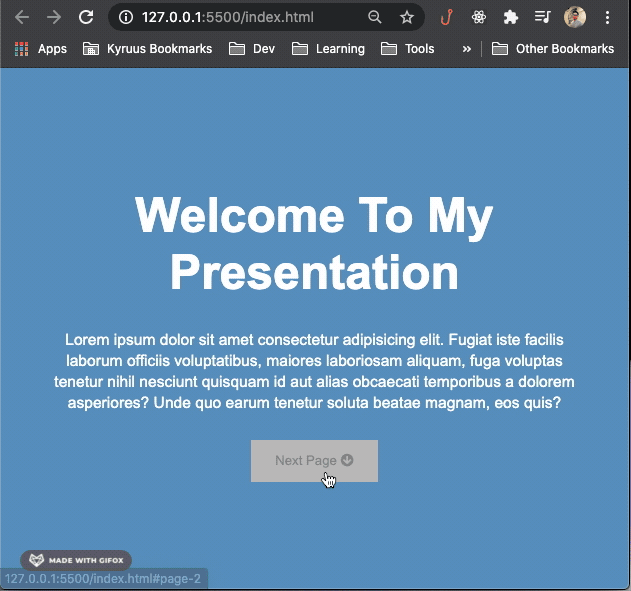 127.0.0.1:5500/index.html
Apps Kyruus Bookmarks Dev Learning Tools » Other Bookmarks
Welcome To My
Presentation
Lorem ipsum dolor sit amet consectetur adipisicing elit. Fugiat iste facilis
laborum officiis voluptatibus, maiores laboriosam aliquam, fuga voluptas
tenetur nihil nesciunt quisquam id aut alias obcaecati temporibus a dolorem
asperiores? Unde quo earum tenetur soluta beatae magnam, eos quis?
Next Page
MADE WITH GIFOX
127.0.0.1:5500/index.html#page-2